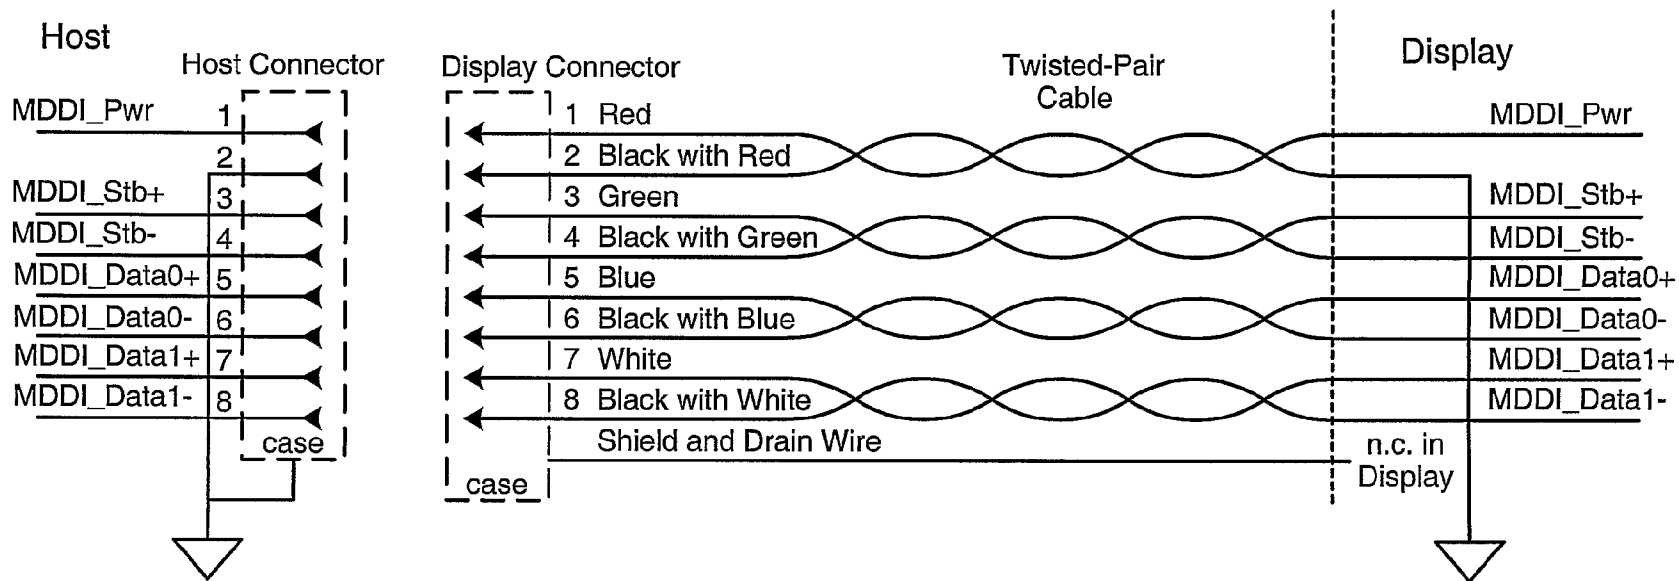 Host
Host Connector
Display Connector
Twisted-Pair
Cable
Display
MDDI_Pwr
1
2
MDDI_Stb+
3
MDDI_Stb-
4
MDDI_Data0+
5
MDDI_Data0-
6
MDDI_Data1+
7
MDDI_Data1-
8
case
1 Red
2 Black with Red
3 Green
4 Black with Green
5 Blue
6 Black with Blue
7 White
8 Black with White
Shield and Drain Wire
case
MDDI_Pwr
MDDI_Stb+
MDDI_Stb-
MDDI_Data0+
MDDI_Data0-
MDDI_Data1+
MDDI_Data1-
n.c. in
Display